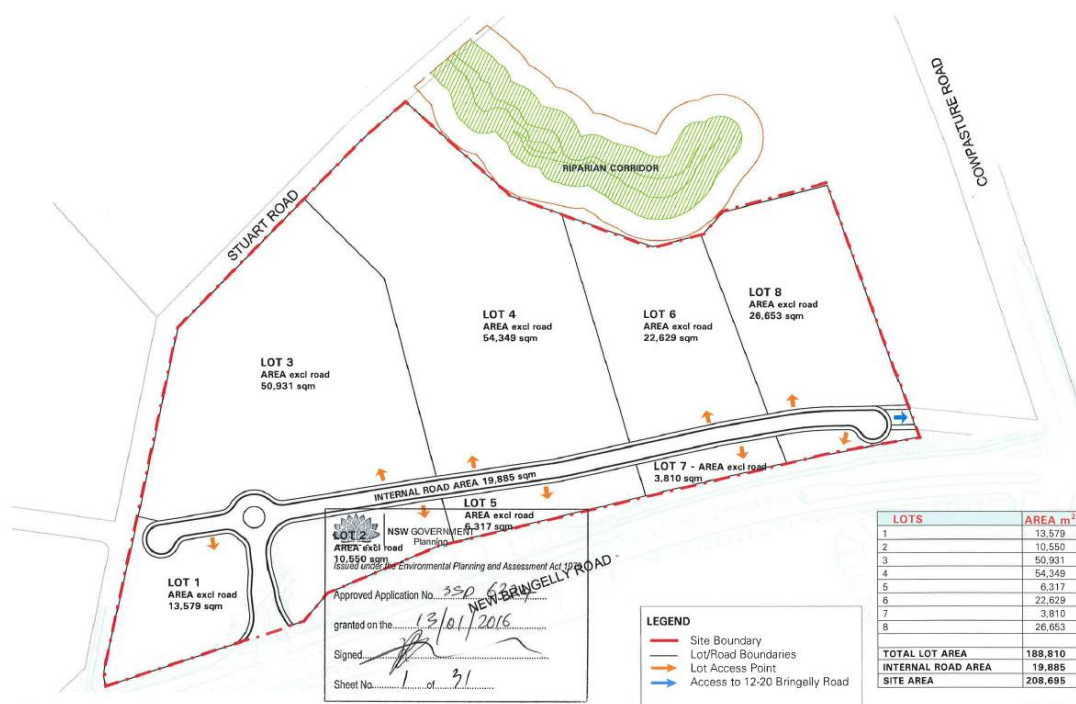 COWPASTURE ROAD
RIPARIAN CORRIDOR
STUART ROAD
LOT 8
AREA excl road
26,653 sqm
LOT 4
AREA excl road
54,349 sqm
LOT 6
AREA excl road
22,629 sqm
LOT 3
AREA excl road
50,931 sqm
LOT 7 - AREA excl road
3,810 sqm
INTERNAL ROAD AREA 19,885 sqm
LOT 5
AREA excl road
6,317 sqm
LOT 2
AREA excl road
10,550 sqm
LOT 1
AREA excl road
13,579 sqm
NEW BRINGELLY ROAD
NSW GOVERNMENT
Planning
Issued under the Environmental Planning and Assessment Act
Approved Application No. SSD
granted on the 13/01/2016
Signed
Sheet No. 1 of 31
LEGEND
Site Boundary
Lot/Road Boundaries
Lot Access Point
Access to 12-20 Bringelly Road
LOTS AREA m²
1 13,579
2 10,550
3 50,931
4 54,349
5 6,317
6 22,629
7 3,810
8 26,653
TOTAL LOT AREA 188,810
INTERNAL ROAD AREA 19,885
SITE AREA 208,695